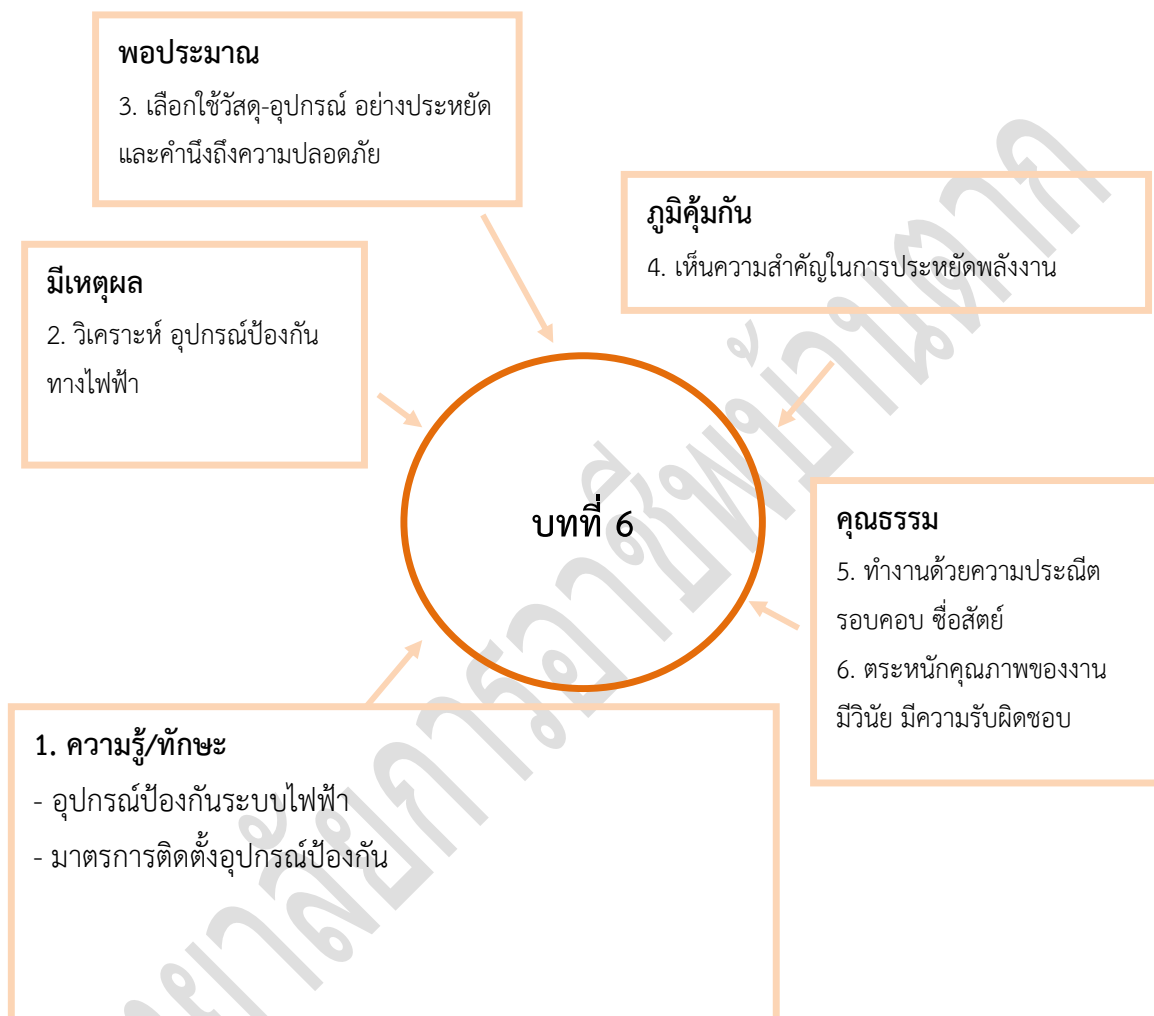 พอประมาณ
3. เลือกใช้วัสดุ-อุปกรณ์ อย่างประหยัด
และคำนึงถึงความปลอดภัย
ภูมิคุ้มกัน
4. เห็นความสำคัญในการประหยัดพลังงาน
มีเหตุผล
2. วิเคราะห์ อุปกรณ์ป้องกัน
ทางไฟฟ้า
บทที่ 6
คุณธรรม
5. ทำงานด้วยความประณีต
รอบคอบ ซื่อสัตย์
6. ตระหนักคุณภาพของงาน
มีวินัย มีความรับผิดชอบ
1. ความรู้/ทักษะ
- อุปกรณ์ป้องกันระบบไฟฟ้า
- มาตรการติดตั้งอุปกรณ์ป้องกัน